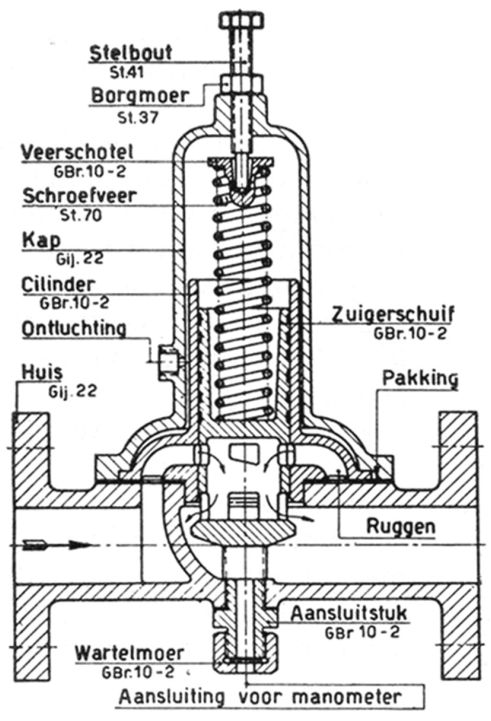 Stelbout
St.41
Borgmoer
St.37
Veerschotel
GBr.10-2
Schroefveer
St.70
Kap
Gij.22
Cilinder
GBr.10-2
Zuigerschuif
GBr.10-2
Ontluchting
Huis
Gij.22
Pakking
Ruggen
Aansluitstuk
GBr 10-2
Wartelmoer
GBr.10-2
Aansluiting voor manometer